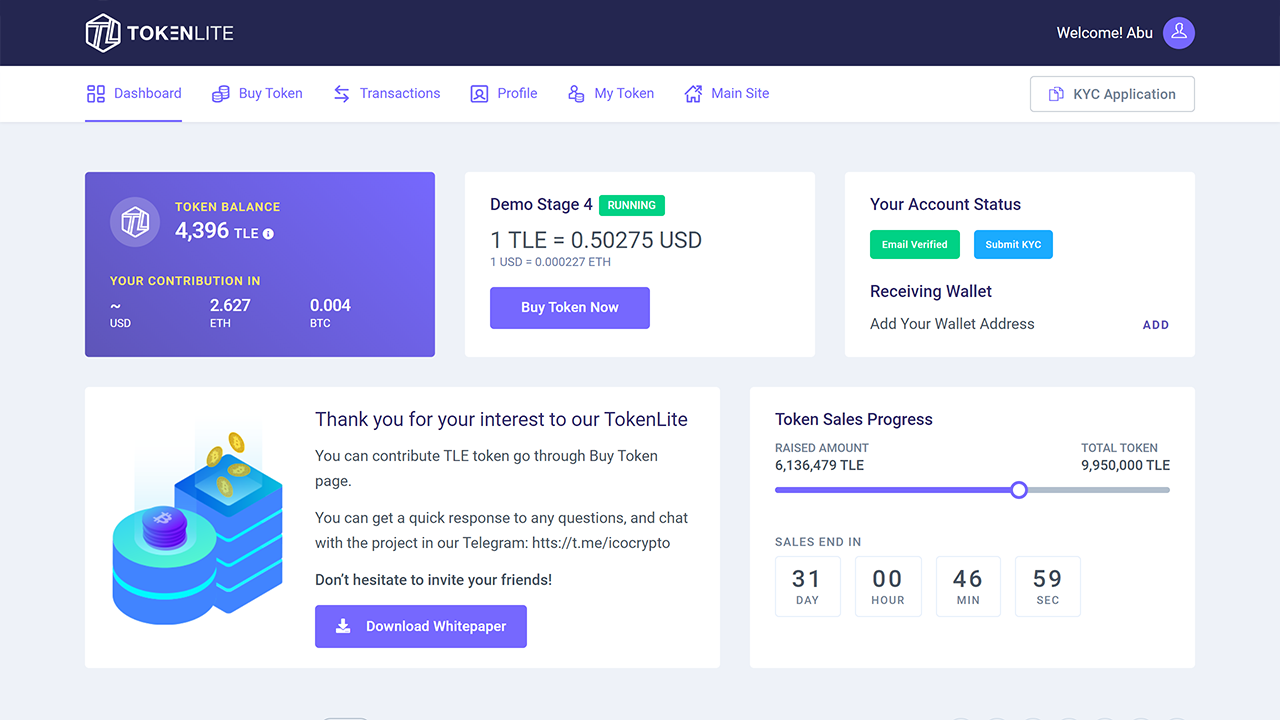 TOKENLITE
Welcome! Abu
Dashboard
Buy Token
Transactions
Profile
My Token
Main Site
KYC Application
TOKEN BALANCE
4,396 TLE
YOUR CONTRIBUTION IN
~ 2.627 0.004
USD ETH BTC
Demo Stage 4 RUNNING
1 TLE = 0.50275 USD
1 USD = 0.000227 ETH
Buy Token Now
Your Account Status
Email Verified Submit KYC
Receiving Wallet
Add Your Wallet Address ADD
Thank you for your interest to our TokenLite
You can contribute TLE token go through Buy Token
page.
You can get a quick response to any questions, and chat
with the project in our Telegram: htts://t.me/icocrypto
Don't hesitate to invite your friends!
Download Whitepaper
Token Sales Progress
RAISED AMOUNT TOTAL TOKEN
6,136,479 TLE 9,950,000 TLE
SALES END IN
31 00 46 59
DAY HOUR MIN SEC